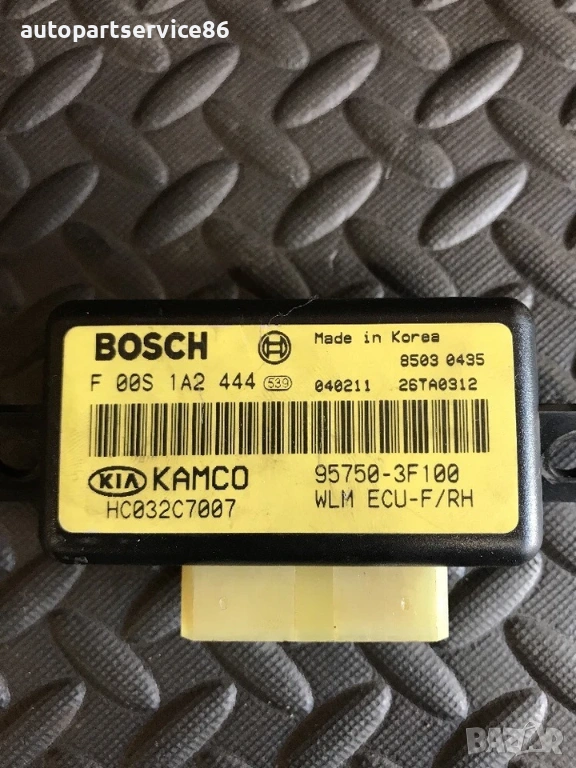 autopartservice86
BOSCH
Made in Korea
8503 0435
F 00S 1A2 444 539
040211 26TA0312
KIA KAMCO
95750-3F100
HC032C7007
WLM ECU-F/RH
BAZAR